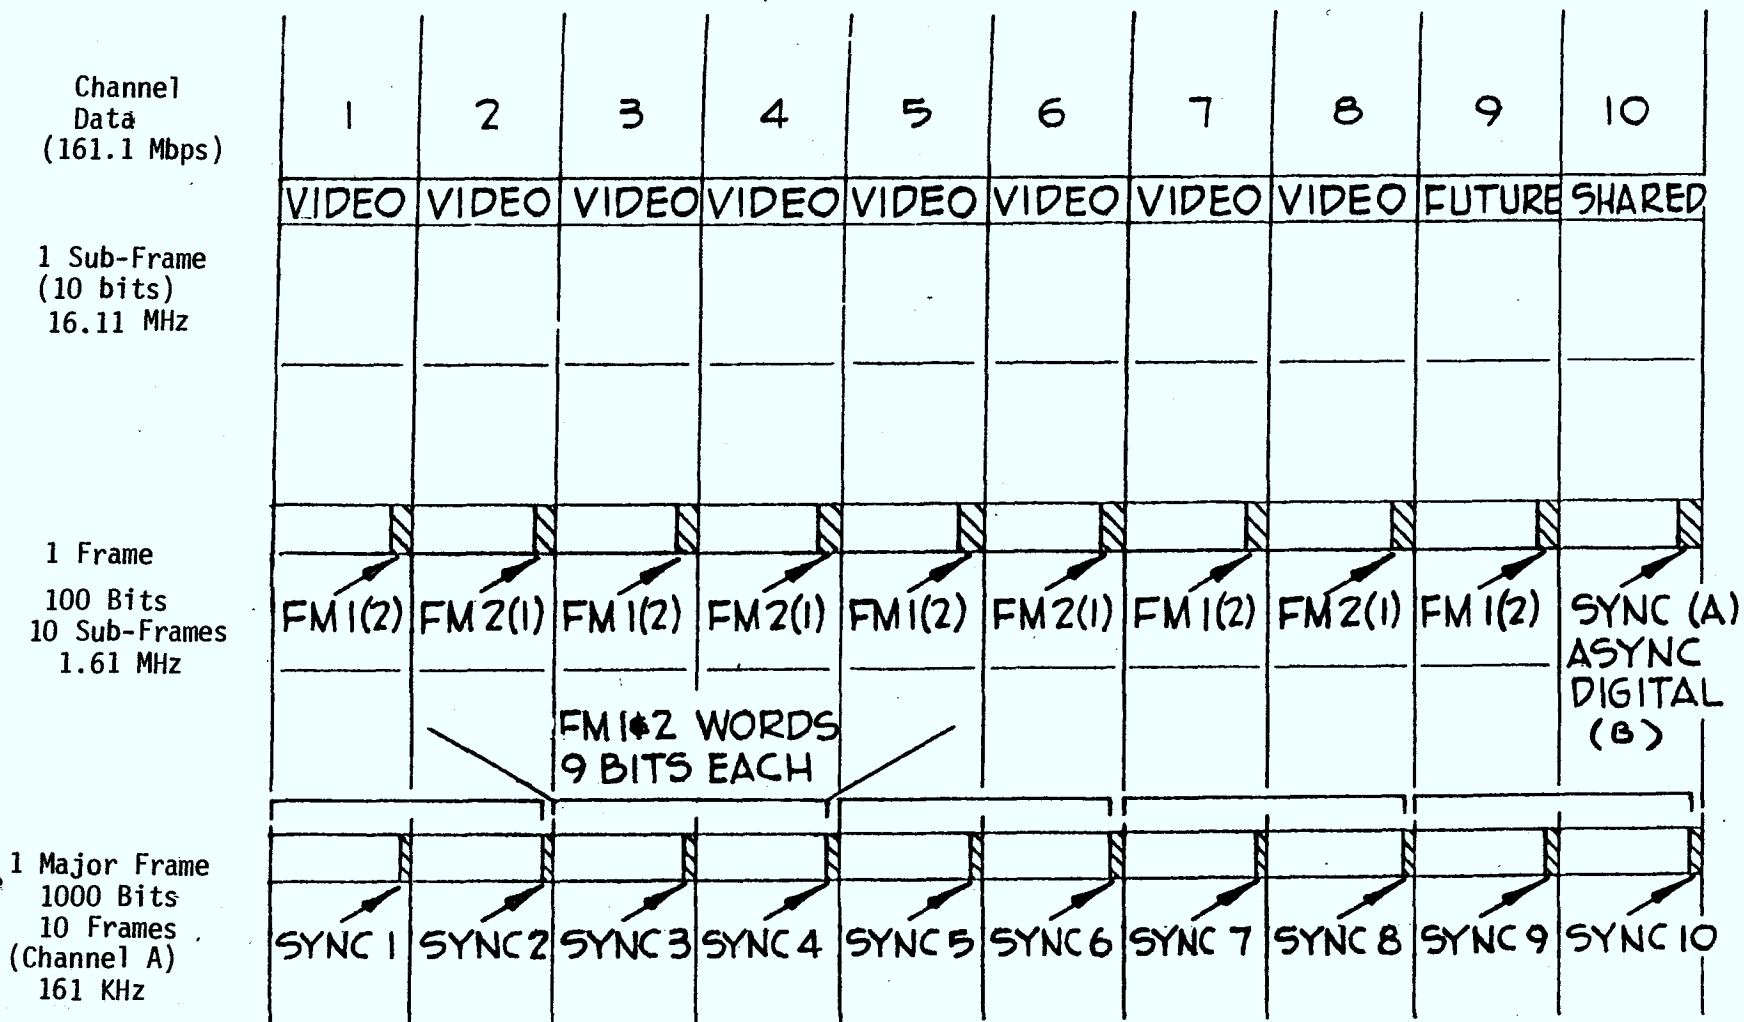 Channel
Data
(161.1 Mbps)
1 2 3 4 5 6 7 8 9 10
VIDEO VIDEO VIDEO VIDEO VIDEO VIDEO VIDEO VIDEO FUTURE SHARED
1 Sub-Frame
(10 bits)
16.11 MHz
1 Frame
100 Bits
10 Sub-Frames
1.61 MHz
FM 1(2) FM 2(1) FM 1(2) FM 2(1) FM 1(2) FM 2(1) FM 1(2) FM 2(1) FM 1(2) SYNC (A)
ASYNC
DIGITAL
(B)
FM 1&2 WORDS
9 BITS EACH
1 Major Frame
1000 Bits
10 Frames
(Channel A)
161 KHz
SYNC 1 SYNC 2 SYNC 3 SYNC 4 SYNC 5 SYNC 6 SYNC 7 SYNC 8 SYNC 9 SYNC 10